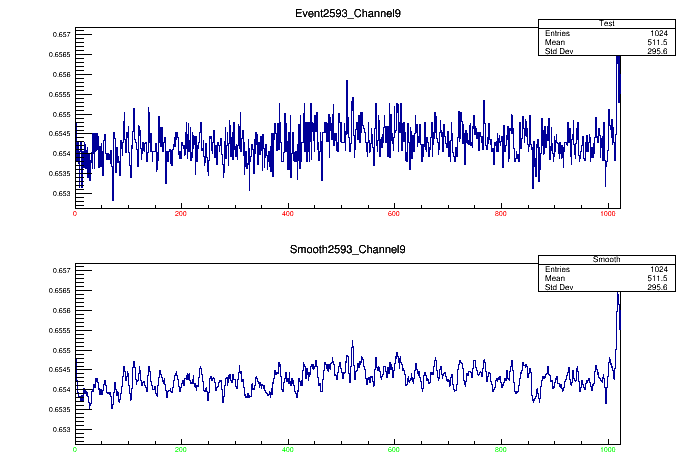 Event2593_Channel9
Test
Entries 1024
Mean 511.5
Std Dev 295.6
0.657
0.6565
0.656
0.6555
0.655
0.6545
0.654
0.6535
0.653
0 200 400 600 800 1000
Smooth2593_Channel9
Smooth
Entries 1024
Mean 511.5
Std Dev 295.6
0.657
0.6565
0.656
0.6555
0.655
0.6545
0.654
0.6535
0.653
0 200 400 600 800 1000